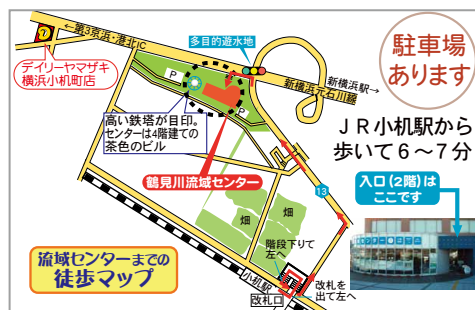 ←第3京浜・港北IC
多目的遊水地
新横浜駅→
新横浜元石川線
デイリーヤマザキ
横浜小机町店
P
P
高い鉄塔が目印。
センターは4階建ての
茶色のビル
鶴見川流域センター
駐車場
あります
JR小机駅から
歩いて6～7分
入口（2階）は
ここです
13
畑
畑
畑
階段下りて
左へ
改札を
出て左へ
小机駅
改札口
流域センターまでの
徒歩マップ